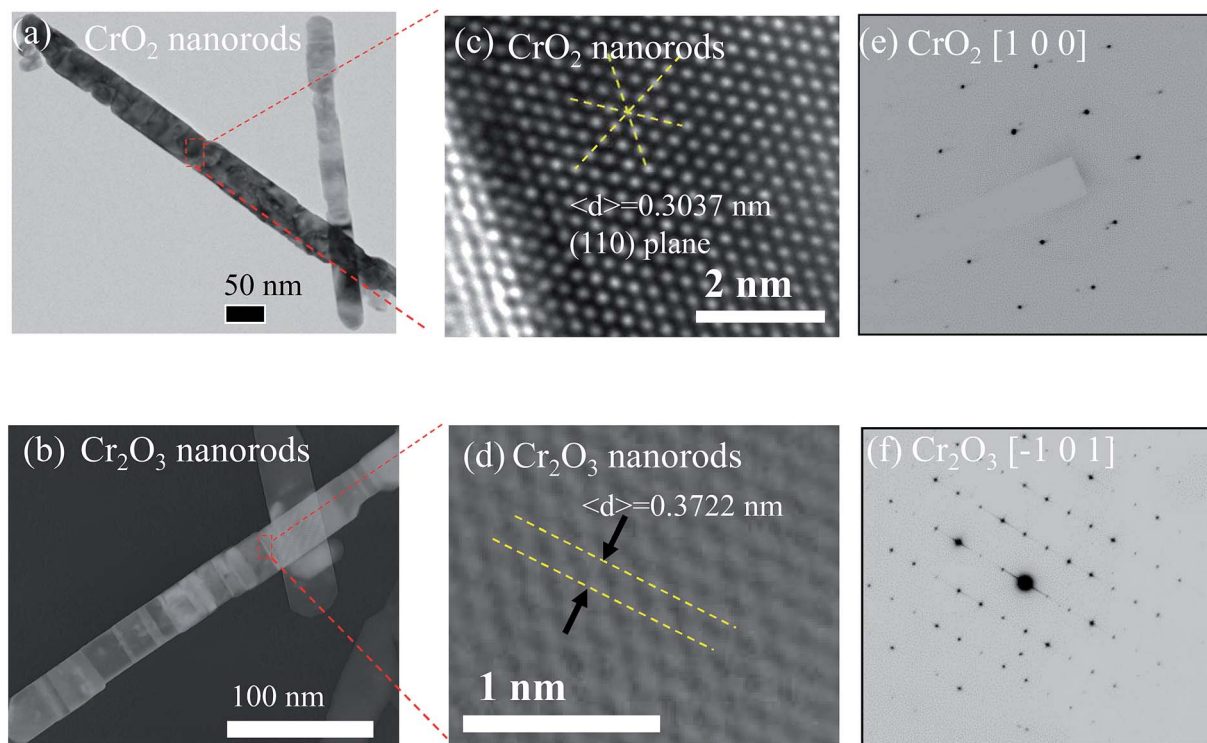 (a) CrO₂ nanorods
50 nm
(c) CrO₂ nanorods
<d>=0.3037 nm
(110) plane
2 nm
(e) CrO₂ [1 0 0]
(b) Cr₂O₃ nanorods
100 nm
(d) Cr₂O₃ nanorods
<d>=0.3722 nm
1 nm
(f) Cr₂O₃ [-1 0 1]